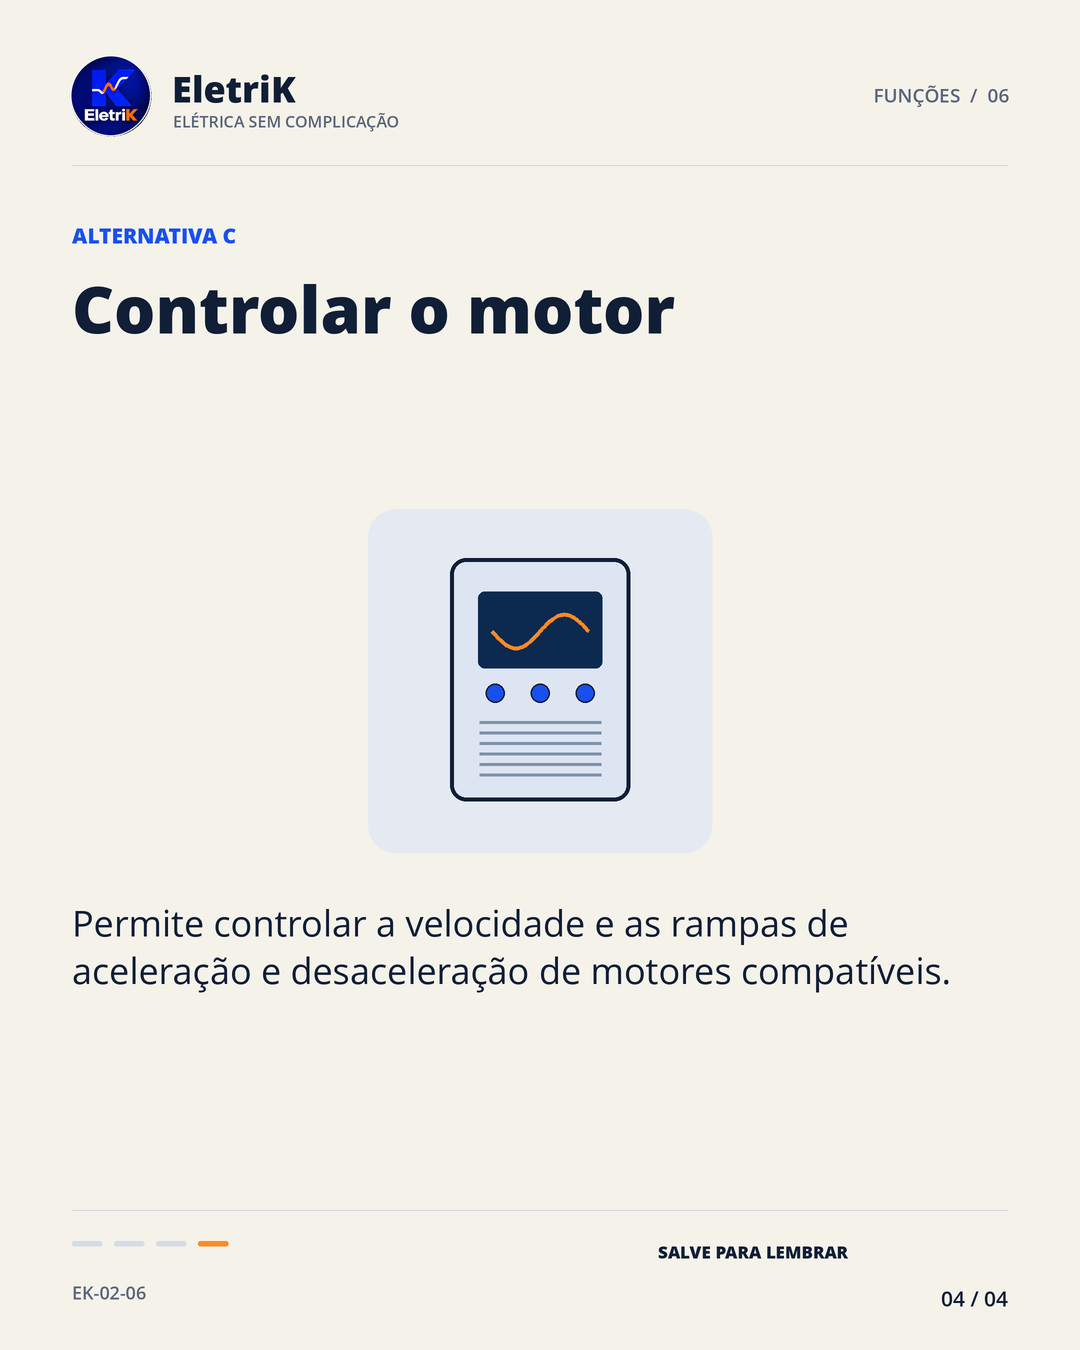 EletriK
EletriK
ELÉTRICA SEM COMPLICAÇÃO
FUNÇÕES / 06
ALTERNATIVA C
Controlar o motor
Permite controlar a velocidade e as rampas de
aceleração e desaceleração de motores compatíveis.
SALVE PARA LEMBRAR
EK-02-06
04 / 04